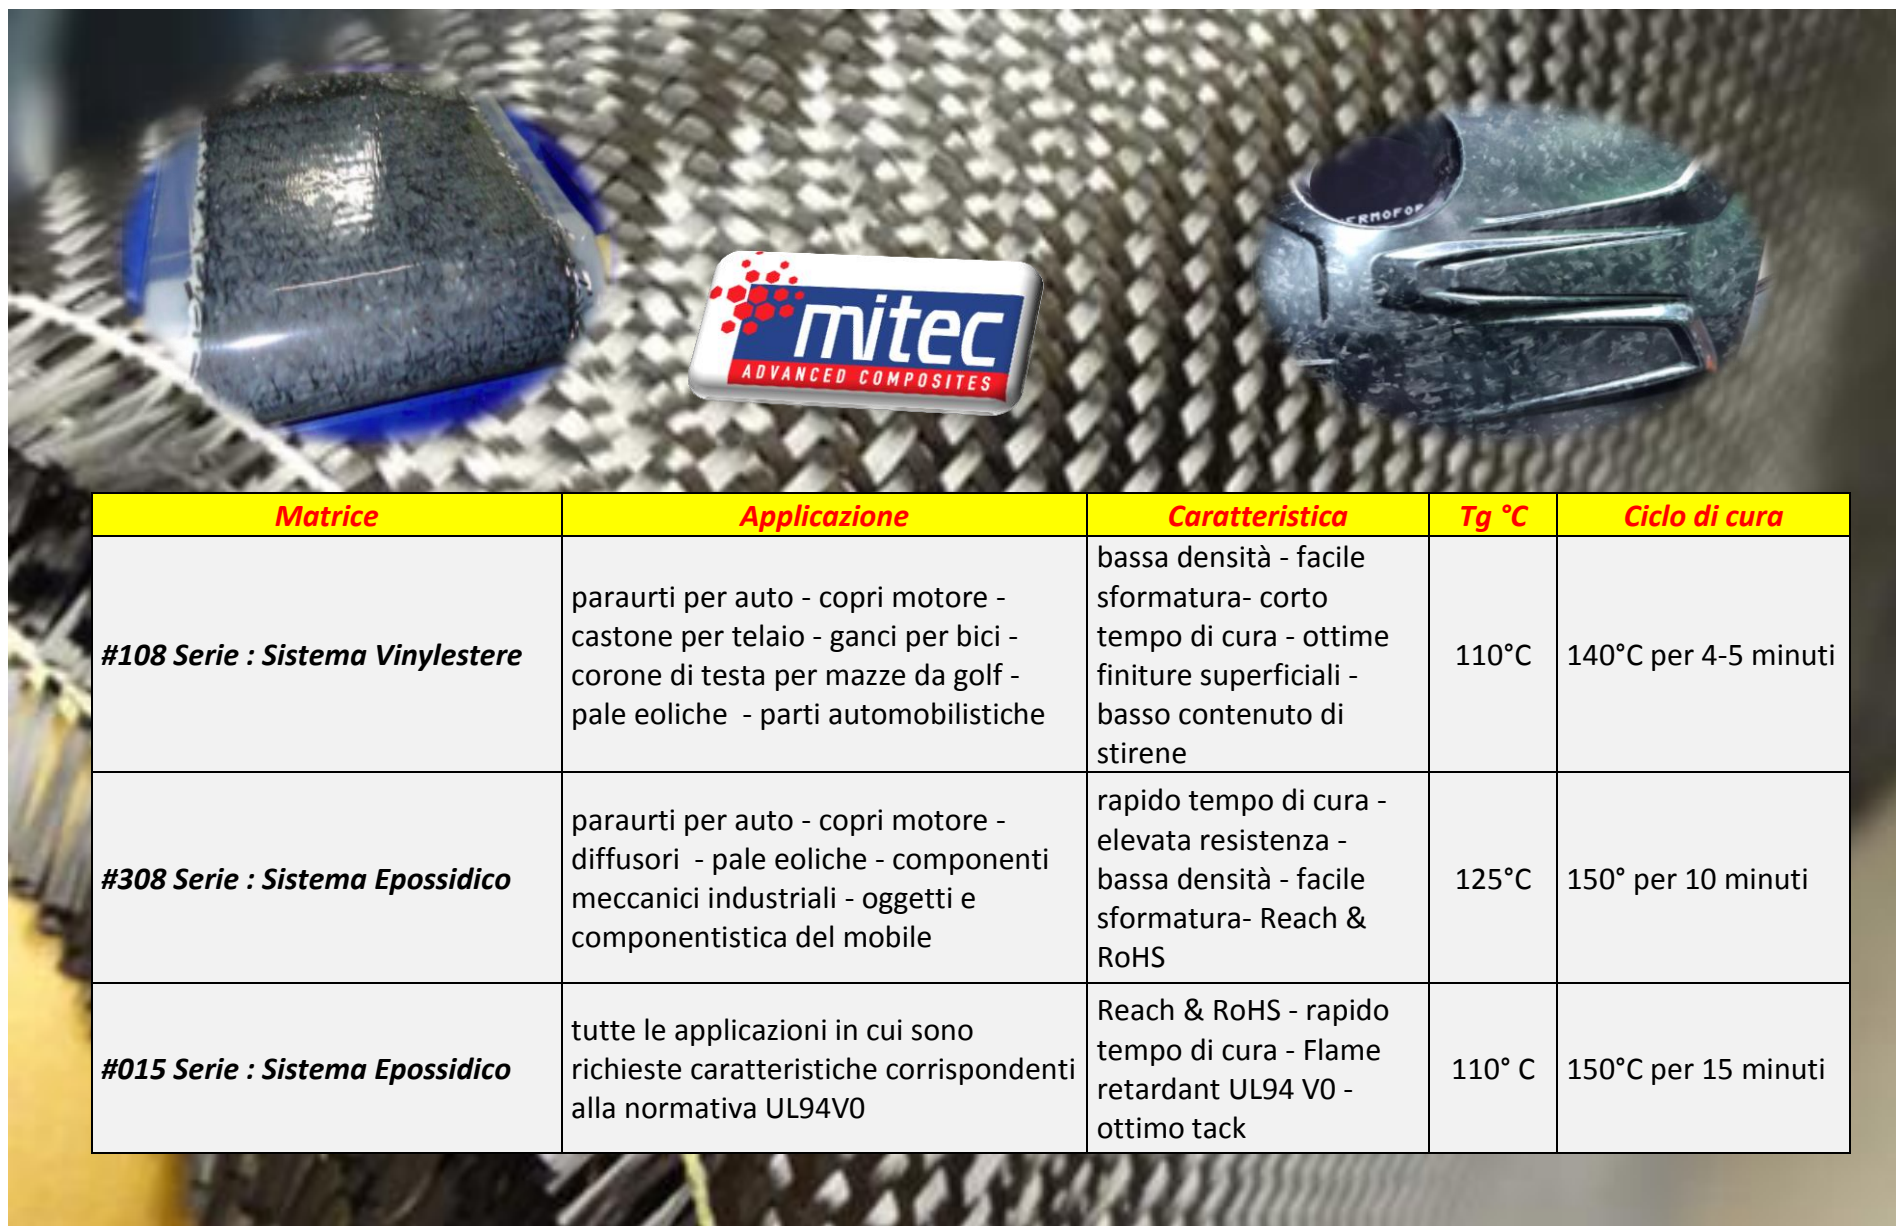 ERMOFO
mitec
ADVANCED COMPOSITES
Matrice Applicazione Caratteristica Tg °C Ciclo di cura
#108 Serie : Sistema Vinylestere
paraurti per auto - copri motore -
castone per telaio - ganci per bici -
corone di testa per mazze da golf -
pale eoliche - parti automobilistiche
bassa densità - facile
sformatura- corto
tempo di cura - ottime
finiture superficiali -
basso contenuto di
stirene
110°C
140°C per 4-5 minuti
#308 Serie : Sistema Epossidico
paraurti per auto - copri motore -
diffusori - pale eoliche - componenti
meccanici industriali - oggetti e
componentistica del mobile
rapido tempo di cura -
elevata resistenza -
bassa densità - facile
sformatura- Reach &
RoHS
125°C
150° per 10 minuti
#015 Serie : Sistema Epossidico
tutte le applicazioni in cui sono
richieste caratteristiche corrispondenti
alla normativa UL94V0
Reach & RoHS - rapido
tempo di cura - Flame
retardant UL94 V0 -
ottimo tack
110° C
150°C per 15 minuti